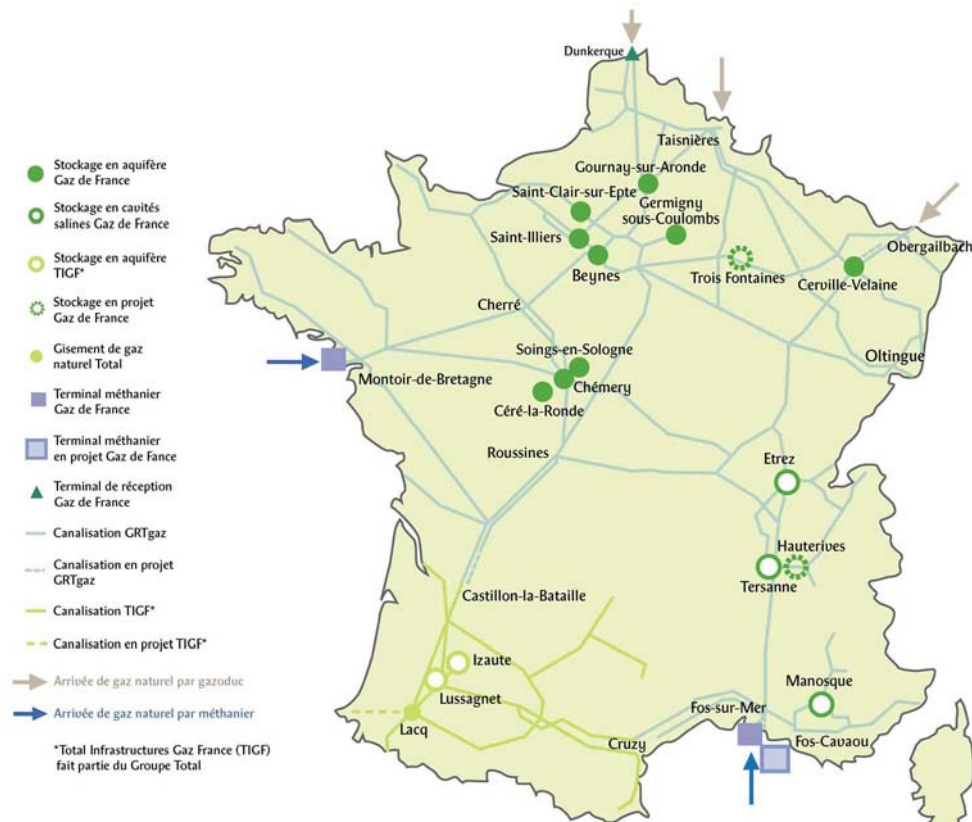 Stockage en aquifère
Gaz de France
Stockage en cavités
salines Gaz de France
Stockage en aquifère
TIGF*
Stockage en projet
Gaz de France
Gisement de gaz
naturel Total
Terminal méthanier
Gaz de France
Terminal méthanier
en projet Gaz de Fance
Terminal de réception
Gaz de France
Canalisation GRTgaz
Canalisation en projet
GRTgaz
Canalisation TIGF*
Canalisation en projet TIGF*
Arrivée de gaz naturel par gazoduc
Arrivée de gaz naturel par méthanier
*Total Infrastructures Gaz France (TIGF)
fait partie du Groupe Total
Dunkerque
Taisnières
Gournay-sur-Aronde
Saint-Clair-sur-Epte
Germigny
sous-Coulombs
Saint-Illiers
Beynes
Trois Fontaines
Obergailbach
Cerville-Velaine
Cherré
Soings-en-Sologne
Oltingue
Montoir-de-Bretagne
Chémery
Céré-la-Ronde
Roussines
Etrez
Hauterives
Tersanne
Castillon-la-Bataille
Izaute
Lussagnet
Manosque
Lacq
Fos-sur-Mer
Cruzy
Fos-Cavaou